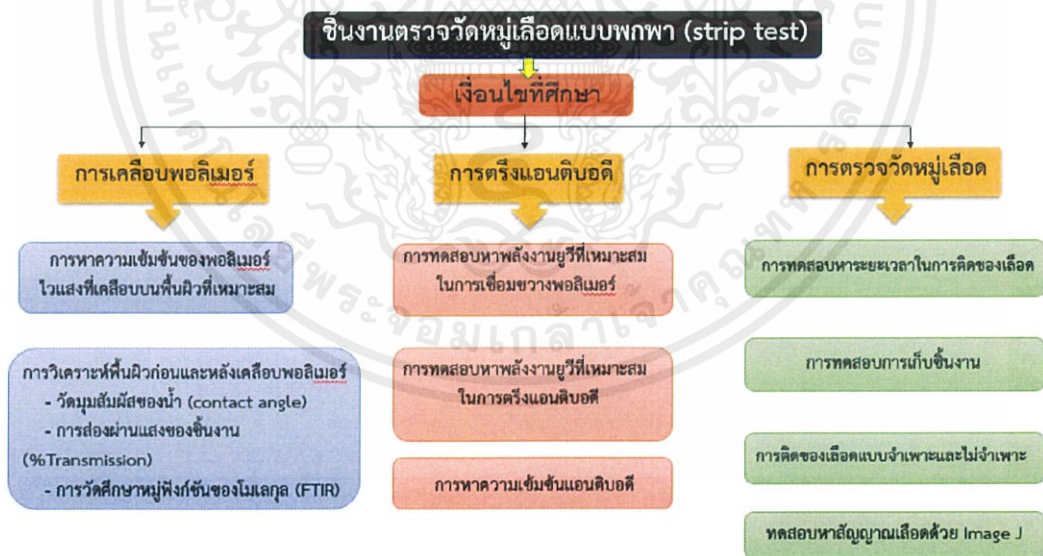 ชิ้นงานตรวจวัดหมู่เลือดแบบพกพา (strip test)
เงื่อนไขที่ศึกษา
การเคลือบพอลิเมอร์
การหาความเข้มข้นของพอลิเมอร์
ไวแสงที่เคลือบบนพื้นผิวที่เหมาะสม
การวิเคราะห์พื้นผิวก่อนและหลังเคลือบพอลิเมอร์
- วัดมุมสัมผัสของน้ำ (contact angle)
- การส่องผ่านแสงของชิ้นงาน
(%Transmission)
- การวัดศึกษาหมู่ฟังก์ชันของโมเลกุล (FTIR)
การตรึงแอนติบอดี
การทดสอบหาพลังงานยูวีที่เหมาะสม
ในการเชื่อมขวางพอลิเมอร์
การทดสอบหาพลังงานยูวีที่เหมาะสม
ในการตรึงแอนติบอดี
การหาความเข้มข้นแอนติบอดี
การตรวจวัดหมู่เลือด
การทดสอบหาระยะเวลาในการติดของเลือด
การทดสอบการเก็บชิ้นงาน
การติดของเลือดแบบจำเพาะและไม่จำเพาะ
ทดสอบหาสัญญาณเลือดด้วย Image J
พระจอมเกล้าเจ้าคุณทหารลาดก